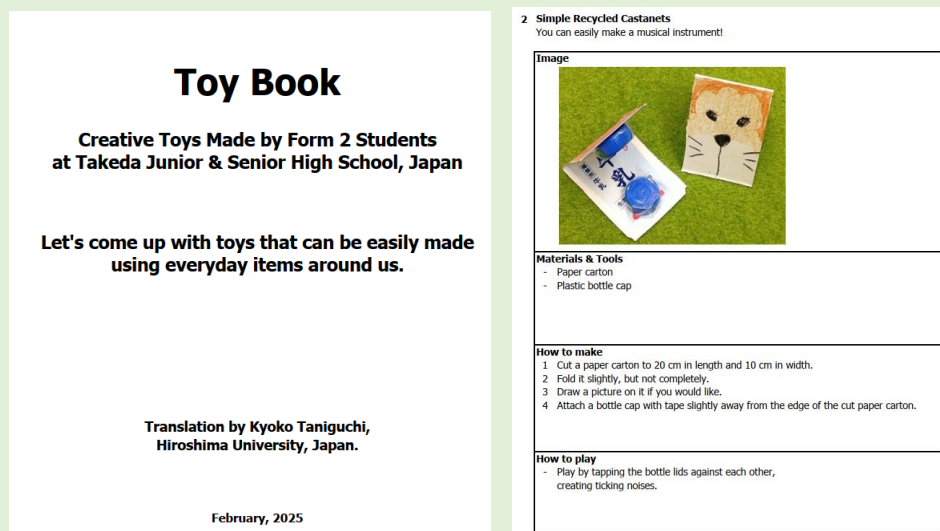 Toy Book
Creative Toys Made by Form 2 Students
at Takeda Junior & Senior High School, Japan
Let's come up with toys that can be easily made
using everyday items around us.
Translation by Kyoko Taniguchi,
Hiroshima University, Japan.
February, 2025
2 Simple Recycled Castanets
You can easily make a musical instrument!
Image
牛乳
Materials & Tools
- Paper carton
- Plastic bottle cap
How to make
1 Cut a paper carton to 20 cm in length and 10 cm in width.
2 Fold it slightly, but not completely.
3 Draw a picture on it if you would like.
4 Attach a bottle cap with tape slightly away from the edge of the cut paper carton.
How to play
- Play by tapping the bottle lids against each other,
creating ticking noises.